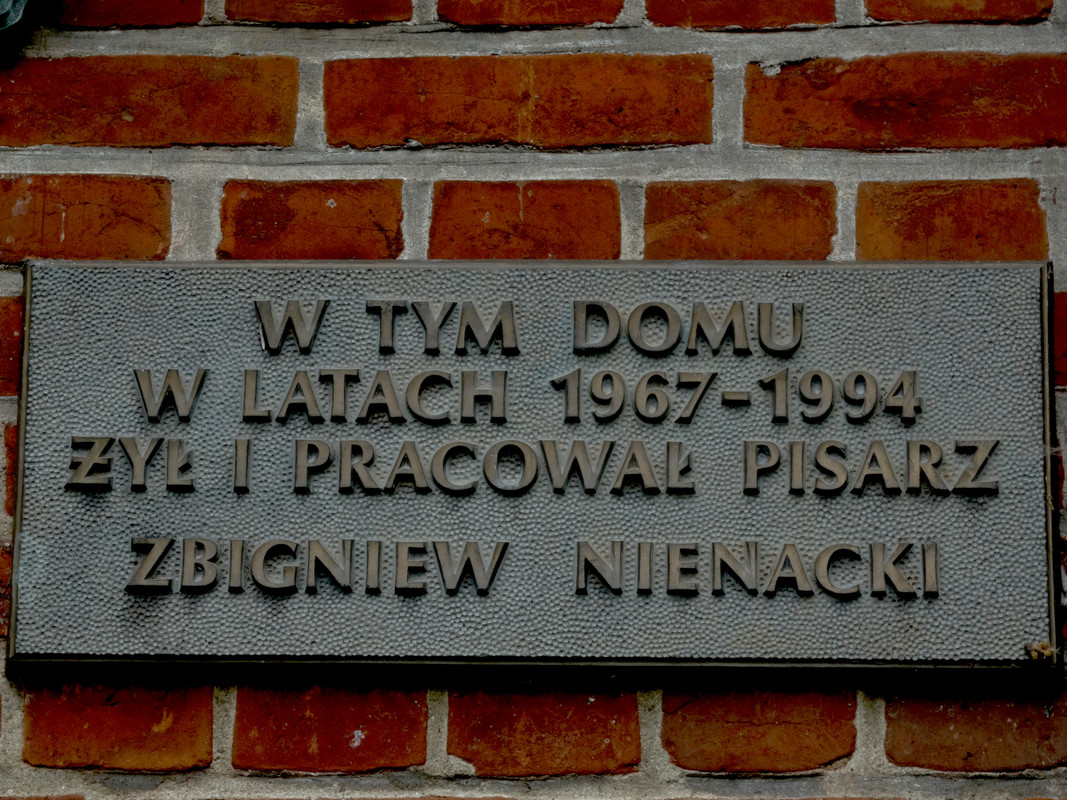 W TYM DOMU
W LATACH 1967-1994
ŻYŁ I PRACOWAŁ PISARZ
ZBIGNIEW NIENACKI